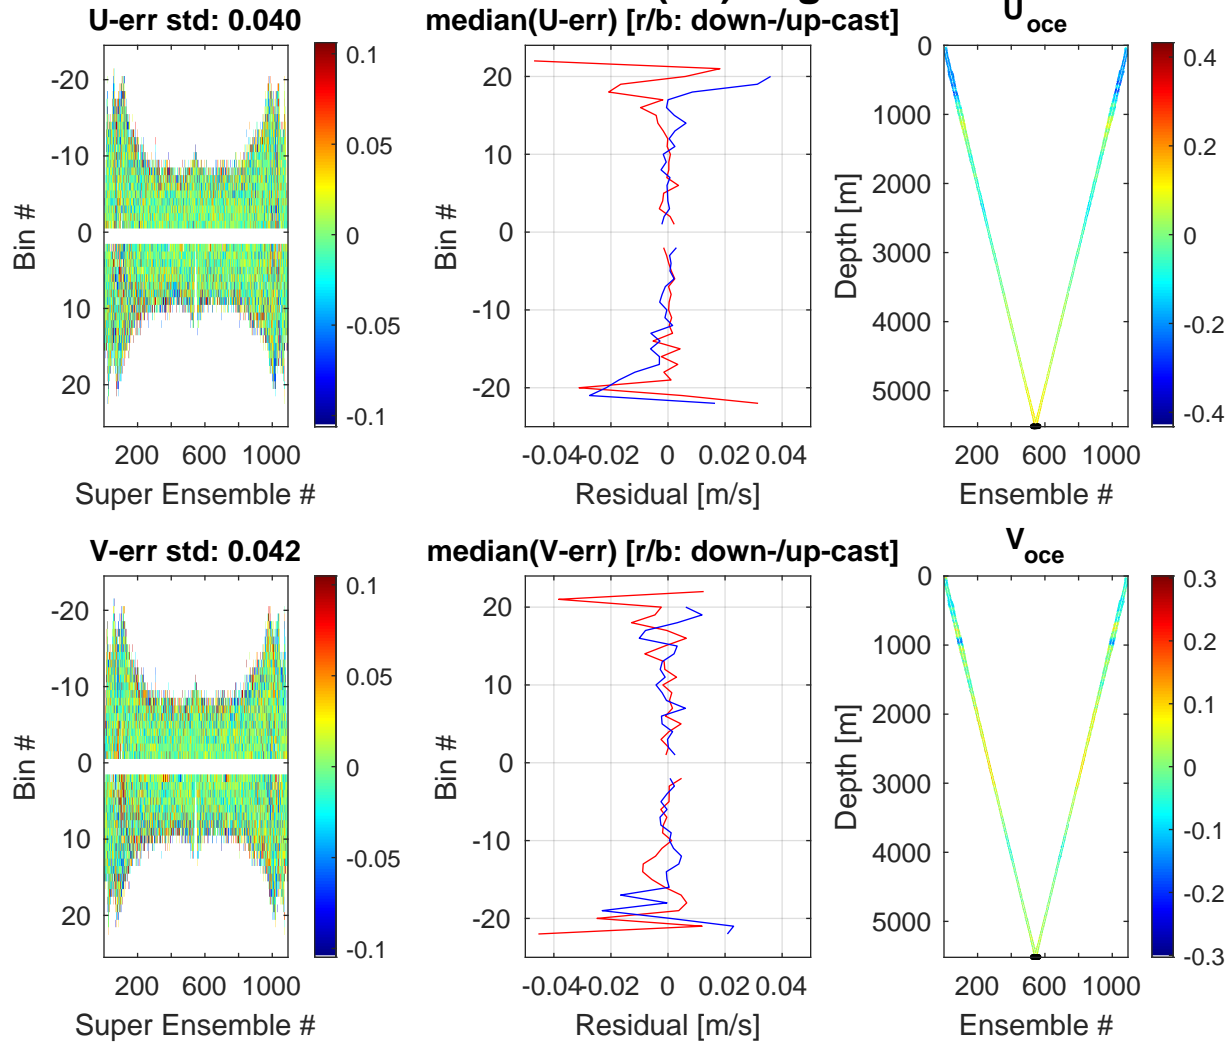 U-err std: 0.040
median(U-err) [r/b: down-/up-cast]
U_oce
-20
-10
0
10
20
Bin #
200 600 1000
Super Ensemble #
0.1
0.05
0
-0.05
-0.1
20
10
0
-10
-20
Bin #
-0.04 -0.02 0 0.02 0.04
Residual [m/s]
0
1000
2000
3000
4000
5000
Depth [m]
200 600 1000
Ensemble #
0.4
0.2
0
-0.2
-0.4
V-err std: 0.042
median(V-err) [r/b: down-/up-cast]
V_oce
-20
-10
0
10
20
Bin #
200 600 1000
Super Ensemble #
0.1
0.05
0
-0.05
-0.1
20
10
0
-10
-20
Bin #
-0.04 -0.02 0 0.02 0.04
Residual [m/s]
0
1000
2000
3000
4000
5000
Depth [m]
200 600 1000
Ensemble #
0.3
0.2
0.1
0
-0.1
-0.2
-0.3